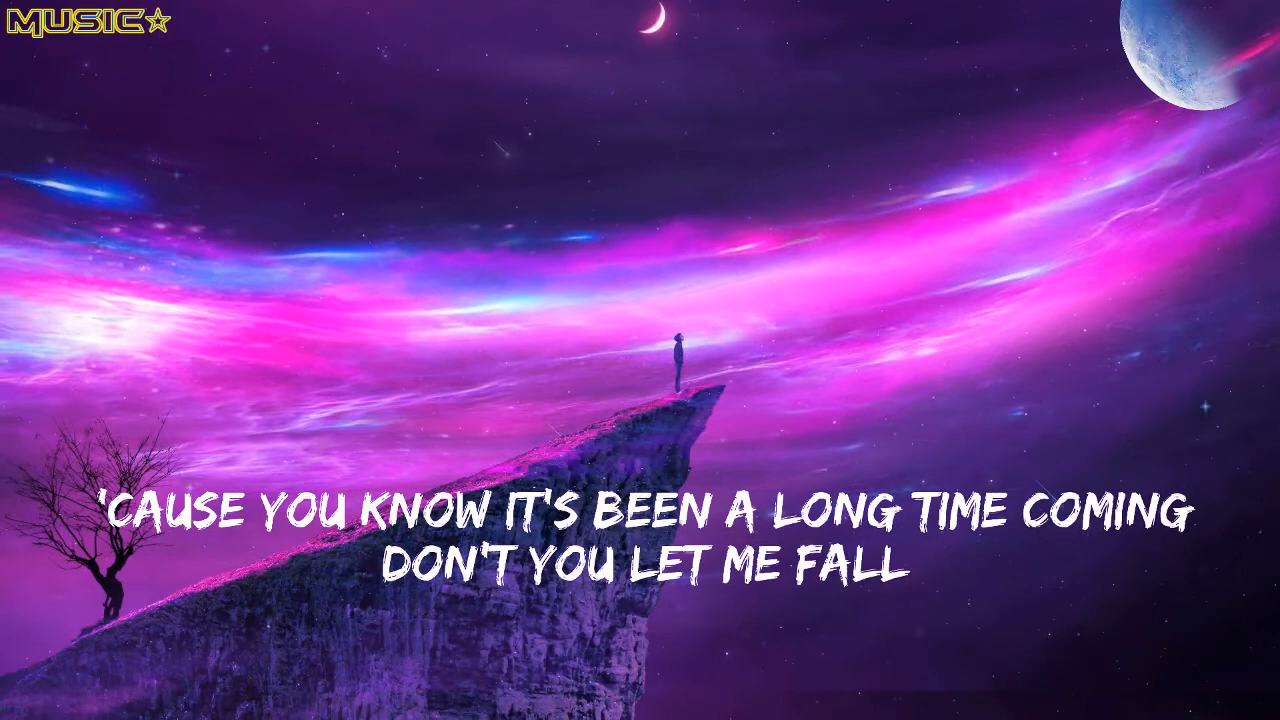 MUSIC☆
'CAUSE YOU KNOW IT'S BEEN A LONG TIME COMING
DON'T YOU LET ME FALL